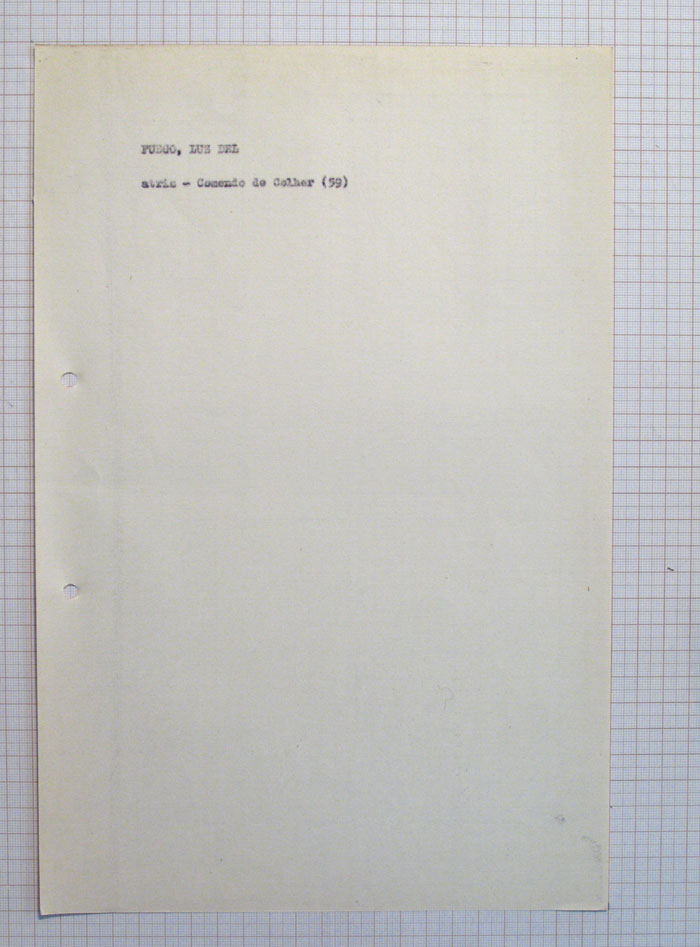 FUEGO, LUZ DEL
atriz - Comendo de Colher (59)